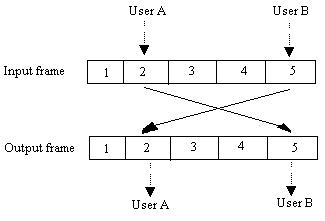 User A User B
Input frame 1 2 3 4 5
Output frame 1 2 3 4 5
User A User B